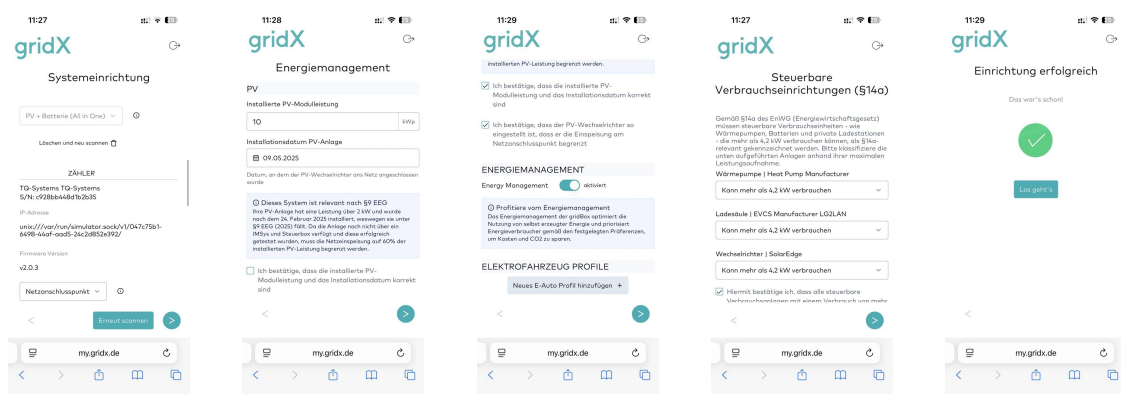 11:27
gridX
Systemeinrichtung
PV + Batterie (All in One)
Löschen und neu scannen
ZÄHLER
TQ-Systems TQ-Systems
S/N: c928bb448d1b2b35
IP-Adresse
unix:///var/run/simulator.sock/v1/047c75b1-
6498-44af-aad5-24c2d852e392/
Firmware Version
v2.0.3
Netzanschlusspunkt
Erneut scannen
my.gridx.de
11:28
gridX
Energiemanagement
PV
Installierte PV-Modulleistung
10
kWp
Installationsdatum PV-Anlage
09.05.2025
Datum, an dem der PV-Wechselrichter ans Netz angeschlossen
wurde
Dieses System ist relevant nach §9 EEG
Ihre PV-Anlage hat eine Leistung über 2 kW und wurde
nach dem 24. Februar 2025 installiert, weswegen sie unter
§9 EEG (2025) fällt. Da die Anlage noch nicht über ein
IMSys und Steuerbox verfügt und diese erfolgreich
getestet wurden, muss die Netzeinspeisung auf 60% der
installierten PV-Leistung begrenzt werden.
Ich bestätige, dass die installierte PV-
Modulleistung und das Installationsdatum korrekt
sind
my.gridx.de
11:29
gridX
installierten PV-Leistung begrenzt werden.
Ich bestätige, dass die installierte PV-
Modulleistung und das Installationsdatum korrekt
sind
Ich bestätige, dass der PV-Wechselrichter so
eingestellt ist, dass er die Einspeisung am
Netzanschlusspunkt begrenzt
ENERGIEMANAGEMENT
Energy Management
aktiviert
Profitiere vom Energiemanagement
Das Energiemanagement der gridBox optimiert die
Nutzung von selbst erzeugter Energie und priorisiert
Energieverbraucher gemäß den festgelegten Präferenzen,
um Kosten und CO2 zu sparen.
ELEKTROFAHRZEUG PROFILE
Neues E-Auto Profil hinzufügen +
my.gridx.de
11:27
gridX
Steuerbare
Verbrauchseinrichtungen (§14a)
Gemäß §14a des EnWG (Energiewirtschaftsgesetz)
müssen steuerbare Verbrauchseinheiten - wie
Wärmepumpen, Batterien und private Ladestationen
- die mehr als 4,2 kW verbrauchen können, als §14a-
relevant gekennzeichnet werden. Bitte klassifiziere die
unten aufgeführten Anlagen anhand ihrer maximalen
Leistungsaufnahme.
Wärmepumpe | Heat Pump Manufacturer
Kann mehr als 4,2 kW verbrauchen
Ladesäule | EVCS Manufacturer LG2LAN
Kann mehr als 4,2 kW verbrauchen
Wechselrichter | SolarEdge
Kann mehr als 4,2 kW verbrauchen
Hiermit bestätige ich, dass alle steuerbare
Verbrauchsanlagen mit einem Verbrauch von mehr
my.gridx.de
11:29
gridX
Einrichtung erfolgreich
Das war's schon!
Los geht's
my.gridx.de